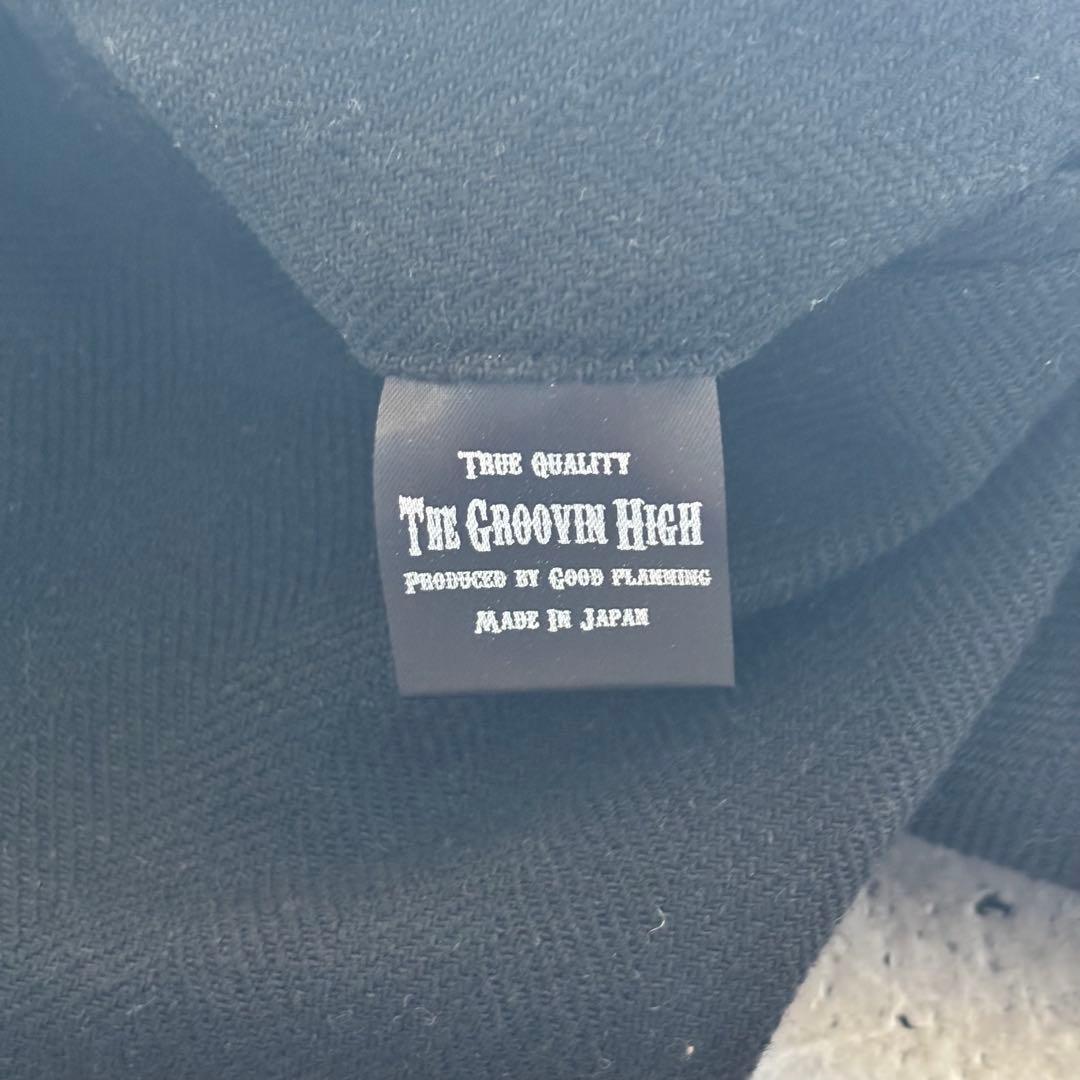 True Quality
The Groovin High
Produced by Good planning
Made In Japan